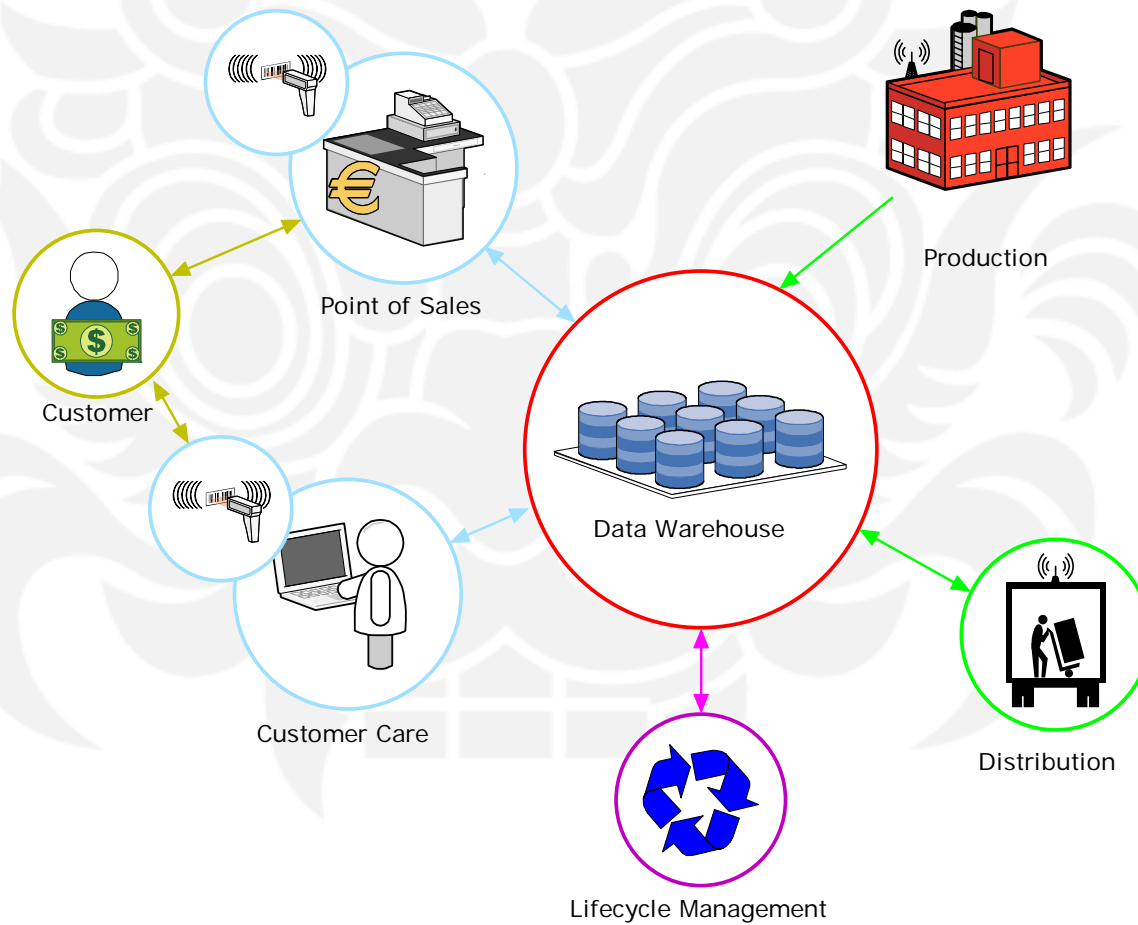 Production
Point of Sales
€
Customer
$
$
$
$
$
Data Warehouse
Customer Care
Distribution
Lifecycle Management